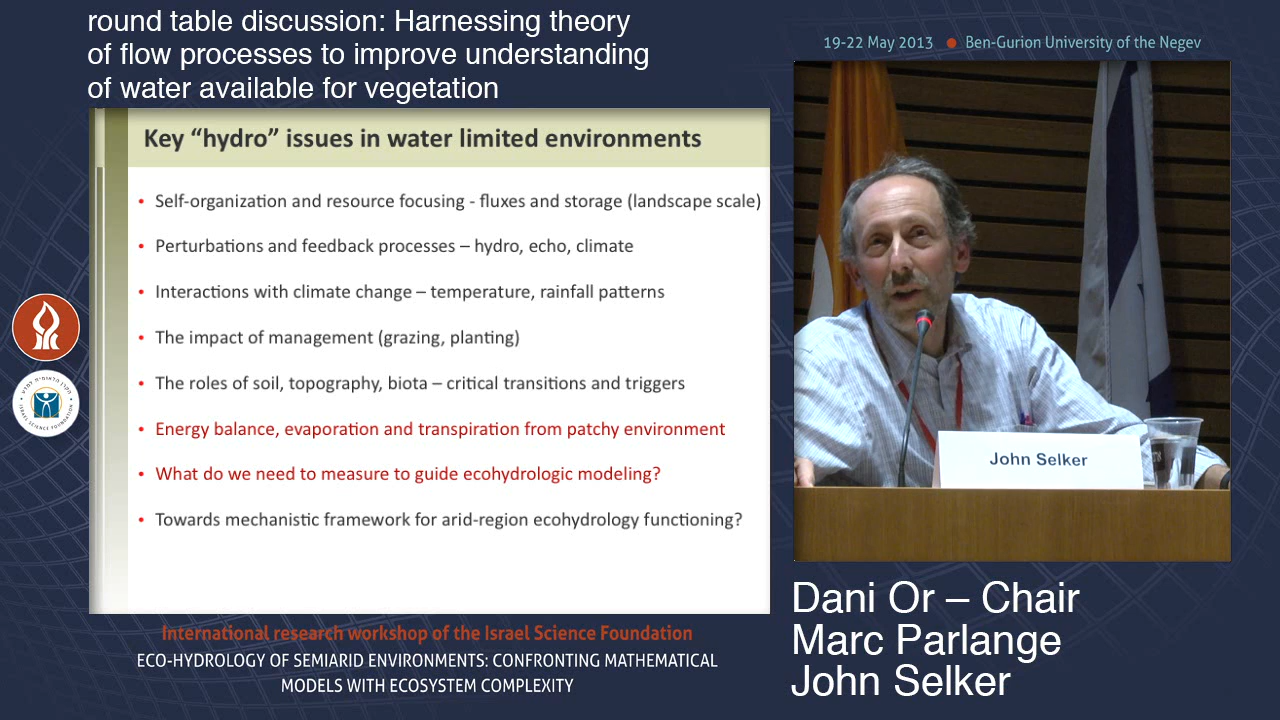 round table discussion: Harnessing theory
of flow processes to improve understanding
of water available for vegetation
19-22 May 2013 • Ben-Gurion University of the Negev
Key “hydro” issues in water limited environments
• Self-organization and resource focusing - fluxes and storage (landscape scale)
• Perturbations and feedback processes – hydro, echo, climate
• Interactions with climate change – temperature, rainfall patterns
• The impact of management (grazing, planting)
• The roles of soil, topography, biota – critical transitions and triggers
• Energy balance, evaporation and transpiration from patchy environment
• What do we need to measure to guide ecohydrologic modeling?
• Towards mechanistic framework for arid-region ecohydrology functioning?
John Selker
ISRAEL SCIENCE FOUNDATION
International research workshop of the Israel Science Foundation
ECO-HYDROLOGY OF SEMIARID ENVIRONMENTS: CONFRONTING MATHEMATICAL
MODELS WITH ECOSYSTEM COMPLEXITY
Dani Or – Chair
Marc Parlange
John Selker